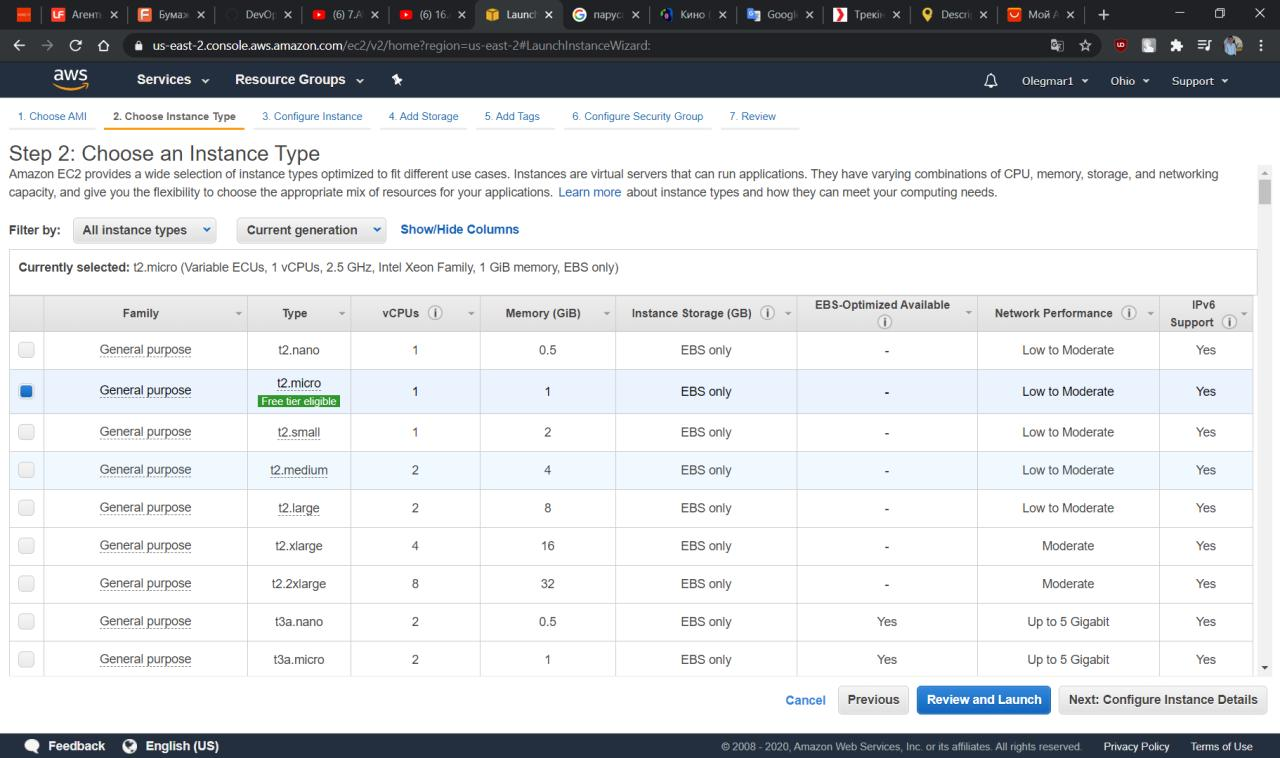 Агент
Бумаж
DevOp
(6) 7.A
(6) 16.
Launch
парус
Кино (
Google
Трекін
Descri
Мой A
us-east-2.console.aws.amazon.com/ec2/v2/home?region=us-east-2#LaunchInstanceWizard:
aws Services Resource Groups Olegmar1 Ohio Support
1. Choose AMI 2. Choose Instance Type 3. Configure Instance 4. Add Storage 5. Add Tags 6. Configure Security Group 7. Review
Step 2: Choose an Instance Type
Amazon EC2 provides a wide selection of instance types optimized to fit different use cases. Instances are virtual servers that can run applications. They have varying combinations of CPU, memory, storage, and networking
capacity, and give you the flexibility to choose the appropriate mix of resources for your applications. Learn more about instance types and how they can meet your computing needs.
Filter by: All instance types Current generation Show/Hide Columns
Currently selected: t2.micro (Variable ECUs, 1 vCPUs, 2.5 GHz, Intel Xeon Family, 1 GiB memory, EBS only)
Family Type vCPUs Memory (GiB) Instance Storage (GB) EBS-Optimized Available Network Performance IPv6 Support
General purpose t2.nano 1 0.5 EBS only - Low to Moderate Yes
General purpose t2.micro Free tier eligible 1 1 EBS only - Low to Moderate Yes
General purpose t2.small 1 2 EBS only - Low to Moderate Yes
General purpose t2.medium 2 4 EBS only - Low to Moderate Yes
General purpose t2.large 2 8 EBS only - Low to Moderate Yes
General purpose t2.xlarge 4 16 EBS only - Moderate Yes
General purpose t2.2xlarge 8 32 EBS only - Moderate Yes
General purpose t3a.nano 2 0.5 EBS only Yes Up to 5 Gigabit Yes
General purpose t3a.micro 2 1 EBS only Yes Up to 5 Gigabit Yes
Cancel Previous Review and Launch Next: Configure Instance Details
Feedback English (US) © 2008 - 2020, Amazon Web Services, Inc. or its affiliates. All rights reserved. Privacy Policy Terms of Use